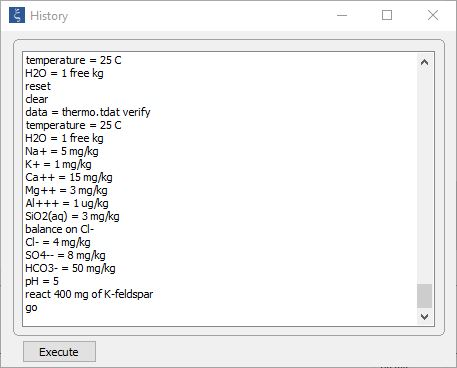 History
temperature = 25 C
H2O = 1 free kg
reset
clear
data = thermo.tdat verify
temperature = 25 C
H2O = 1 free kg
Na+ = 5 mg/kg
K+ = 1 mg/kg
Ca++ = 15 mg/kg
Mg++ = 3 mg/kg
Al+++ = 1 ug/kg
SiO2(aq) = 3 mg/kg
balance on Cl-
Cl- = 4 mg/kg
SO4-- = 8 mg/kg
HCO3- = 50 mg/kg
pH = 5
react 400 mg of K-feldspar
go
Execute